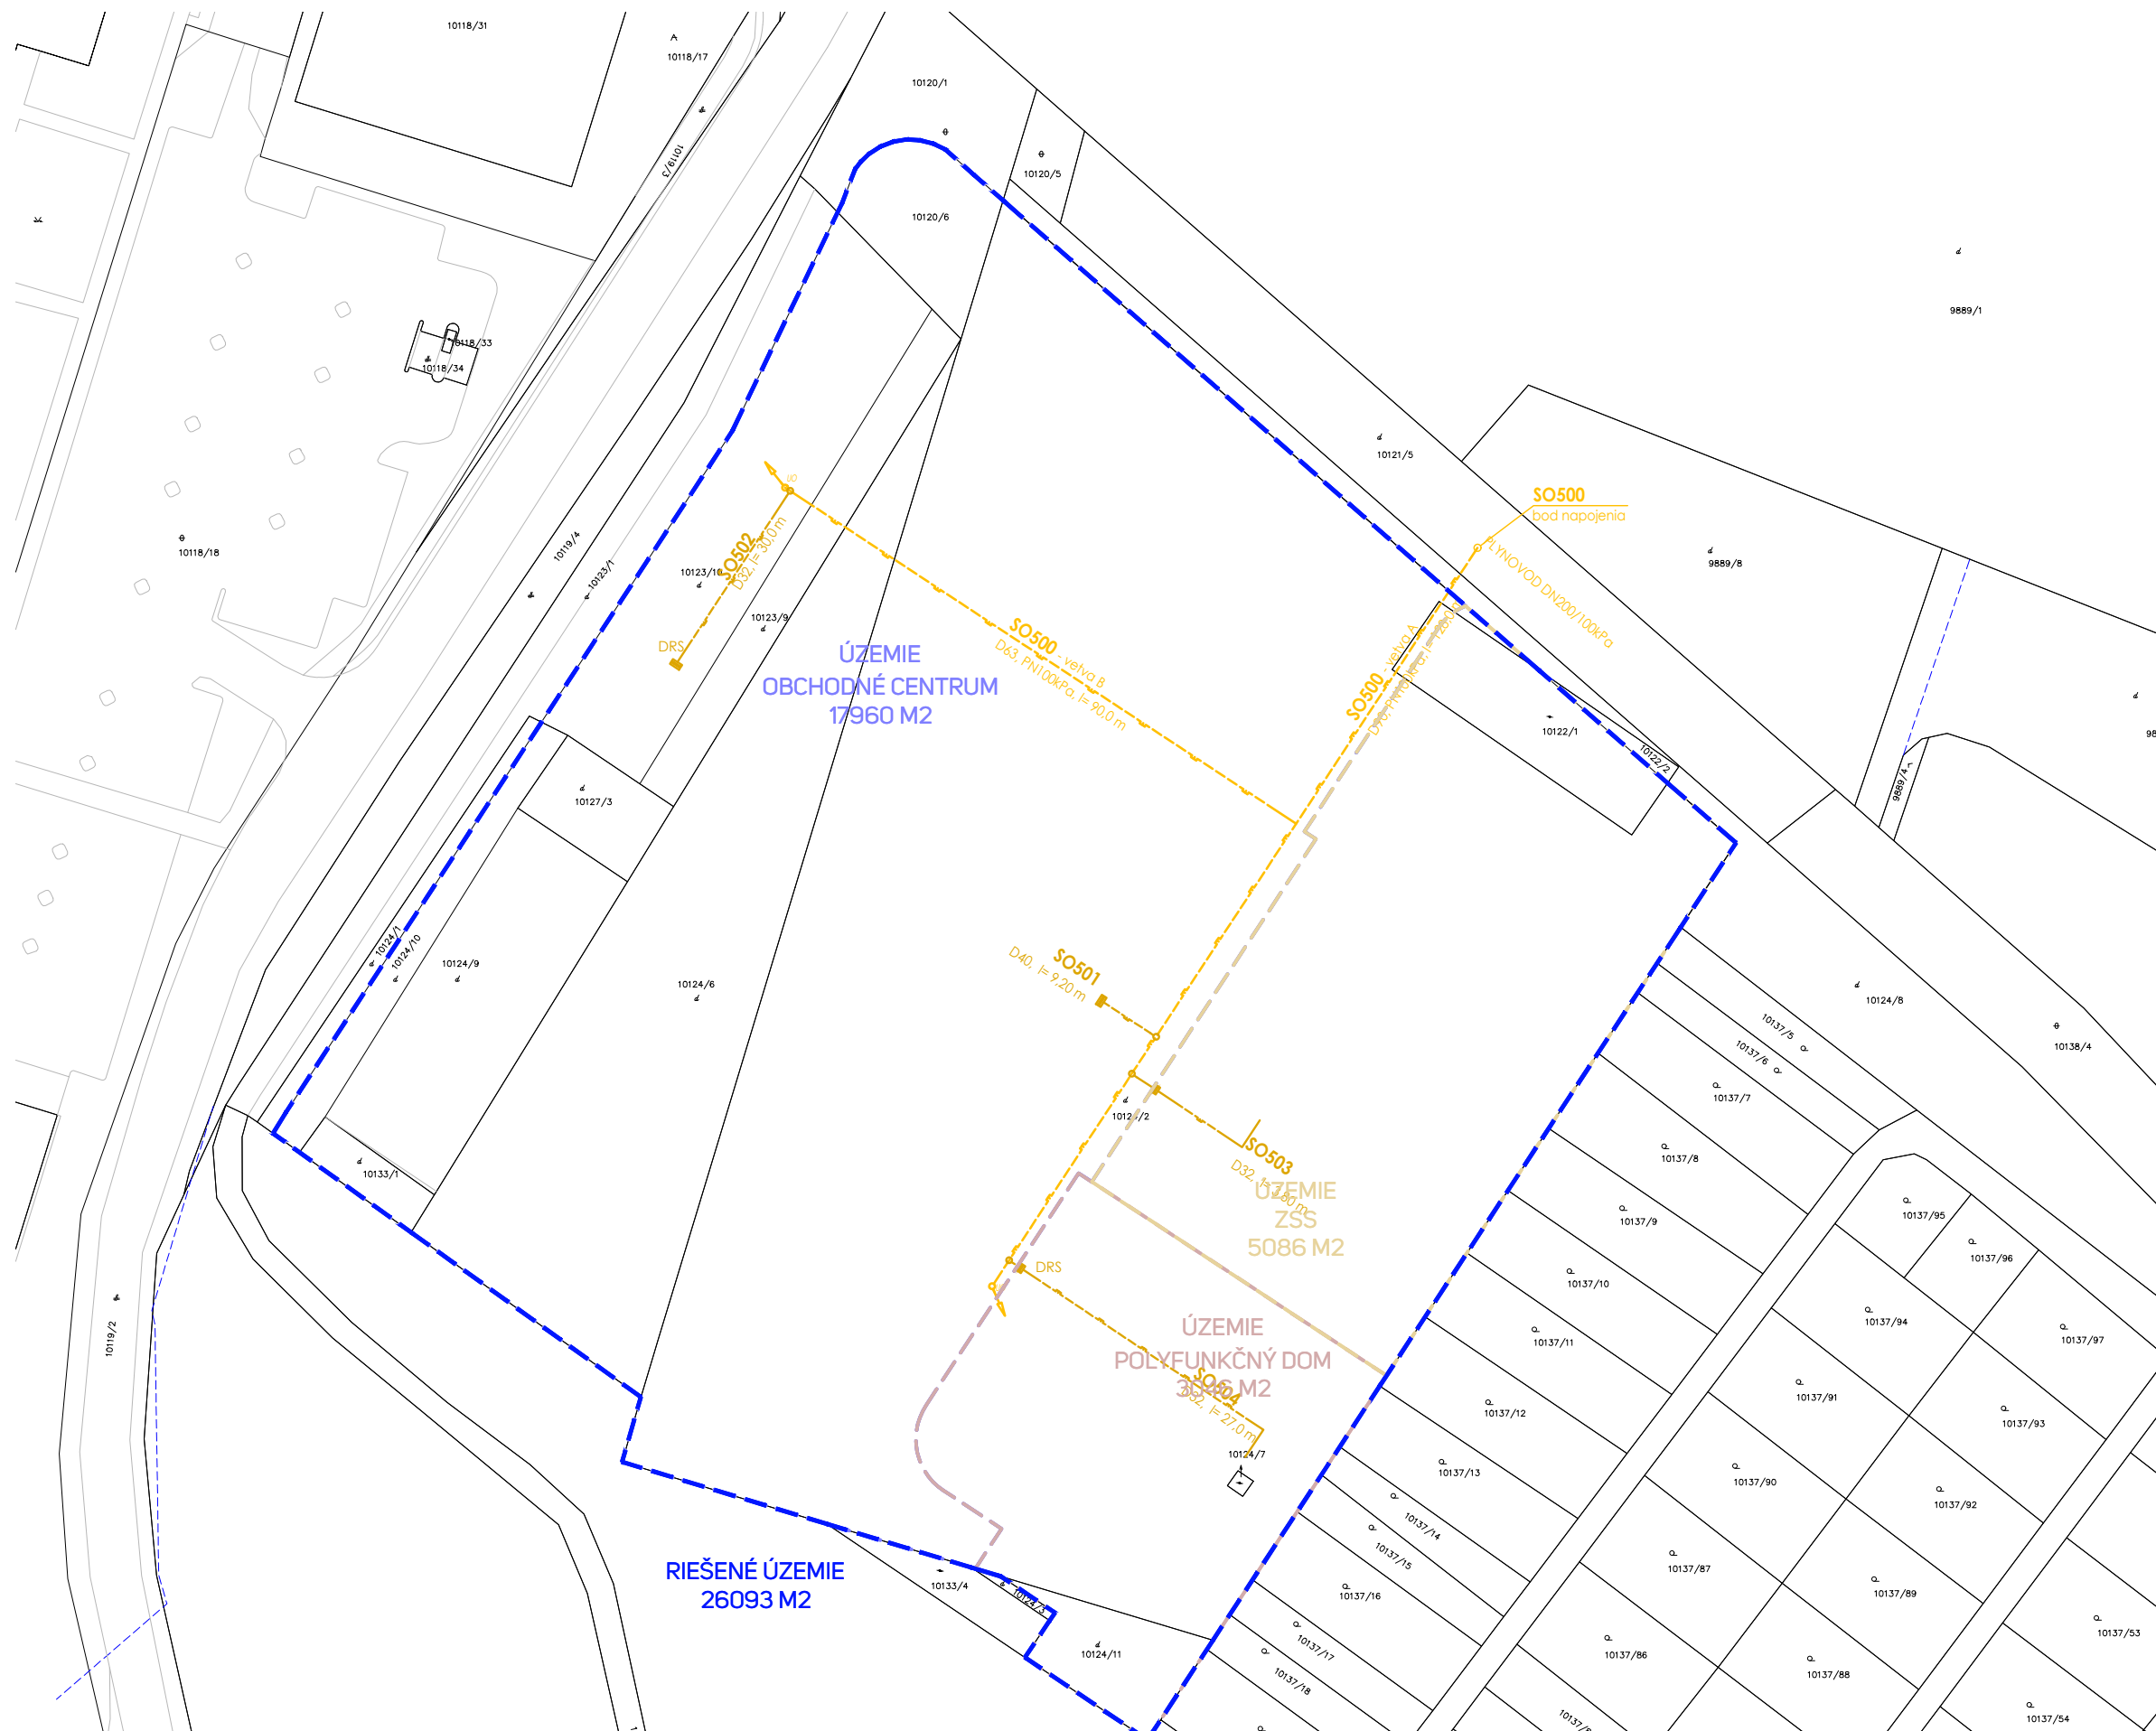 10118/31
10118/17
10120/1
10119/3
10120/5
10120/6
9889/1
10118/33
10118/34
10121/5
SO500
bod napojenia
PLYNOVOD DN200/100kPa
10118/18
10119/4
10123/1
SO502
D32, l= 30,0 m
10123/10
10123/9
DRS
9889/8
ÚZEMIE
OBCHODNÉ CENTRUM
17960 M2
SO500 - vetva B
D63, PN100kPa, l= 90,0 m
SO500 - vetva A
10122/1
10122/2
9889/4
10127/3
10124/1
10124/10
10124/9
10124/6
SO501
D40, l= 9,20 m
10124/8
10138/4
10137/5
10137/6
10137/7
10137/8
10133/1
SO503
ÚZEMIE
ZSS
5086 M2
10137/9
10137/95
10137/96
10137/10
DRS
10119/2
10137/11
10137/94
10137/97
ÚZEMIE
POLYFUNKČNÝ DOM
3046 M2
SO504
D32, l= 27,0 m
10137/12
10137/91
10137/93
10124/7
10137/13
10137/90
10137/92
10137/14
10137/15
10137/87
10137/89
RIEŠENÉ ÚZEMIE
26093 M2
10133/4
10124/3
10137/16
10137/53
10124/11
10137/17
10137/18
10137/86
10137/88
10137/54